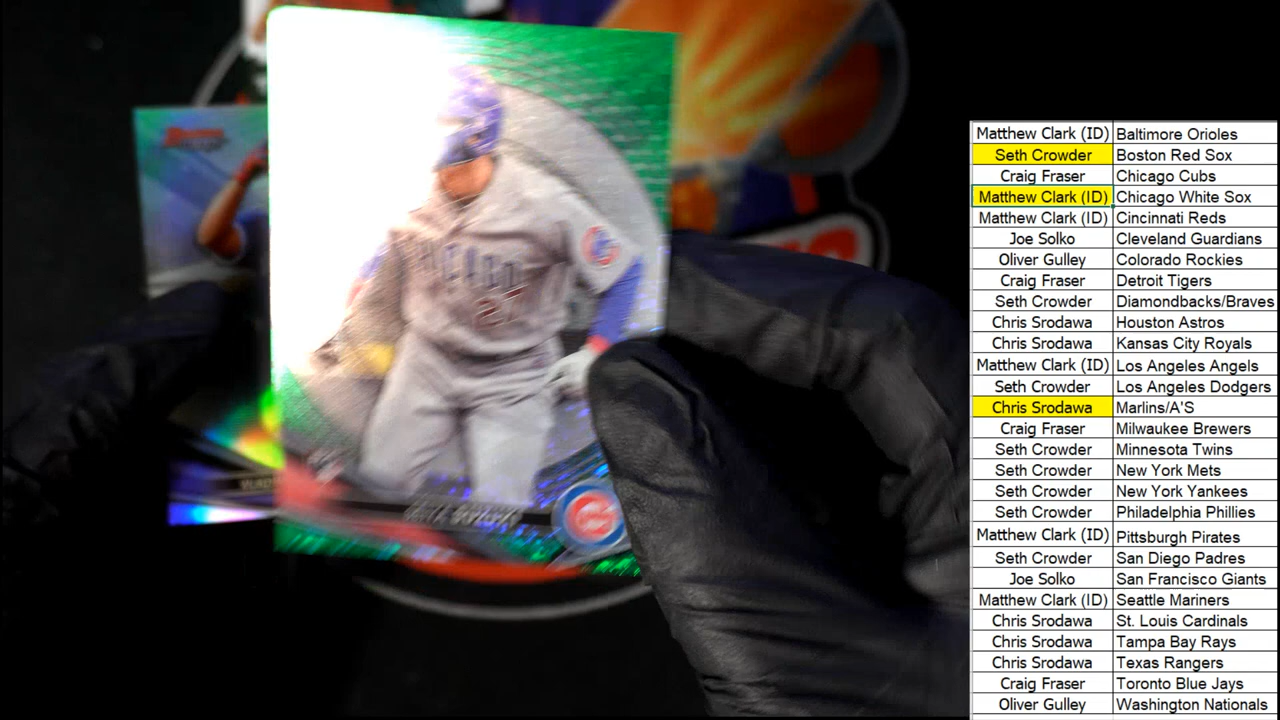 Matthew Clark (ID) Baltimore Orioles
Seth Crowder Boston Red Sox
Craig Fraser Chicago Cubs
Matthew Clark (ID) Chicago White Sox
Matthew Clark (ID) Cincinnati Reds
Joe Solko Cleveland Guardians
Oliver Gulley Colorado Rockies
Craig Fraser Detroit Tigers
Seth Crowder Diamondbacks/Braves
Chris Srodawa Houston Astros
Chris Srodawa Kansas City Royals
Matthew Clark (ID) Los Angeles Angels
Seth Crowder Los Angeles Dodgers
Chris Srodawa Marlins/A'S
Craig Fraser Milwaukee Brewers
Seth Crowder Minnesota Twins
Seth Crowder New York Mets
Seth Crowder New York Yankees
Seth Crowder Philadelphia Phillies
Matthew Clark (ID) Pittsburgh Pirates
Seth Crowder San Diego Padres
Joe Solko San Francisco Giants
Matthew Clark (ID) Seattle Mariners
Chris Srodawa St. Louis Cardinals
Chris Srodawa Tampa Bay Rays
Chris Srodawa Texas Rangers
Craig Fraser Toronto Blue Jays
Oliver Gulley Washington Nationals